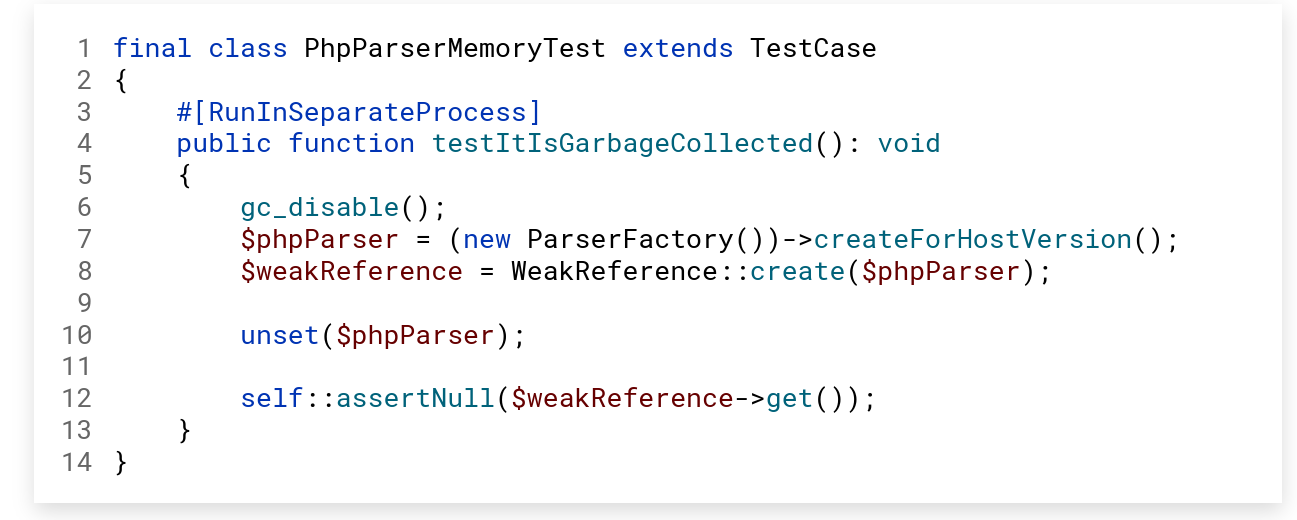 1 final class PhpParserMemoryTest extends TestCase
2 {
3     #[RunInSeparateProcess]
4     public function testItIsGarbageCollected(): void
5     {
6         gc_disable();
7         $phpParser = (new ParserFactory())->createForHostVersion();
8         $weakReference = WeakReference::create($phpParser);
9
10         unset($phpParser);
11
12         self::assertNull($weakReference->get());
13     }
14 }